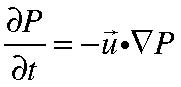 ∂P/∂t = −u⃗•∇P